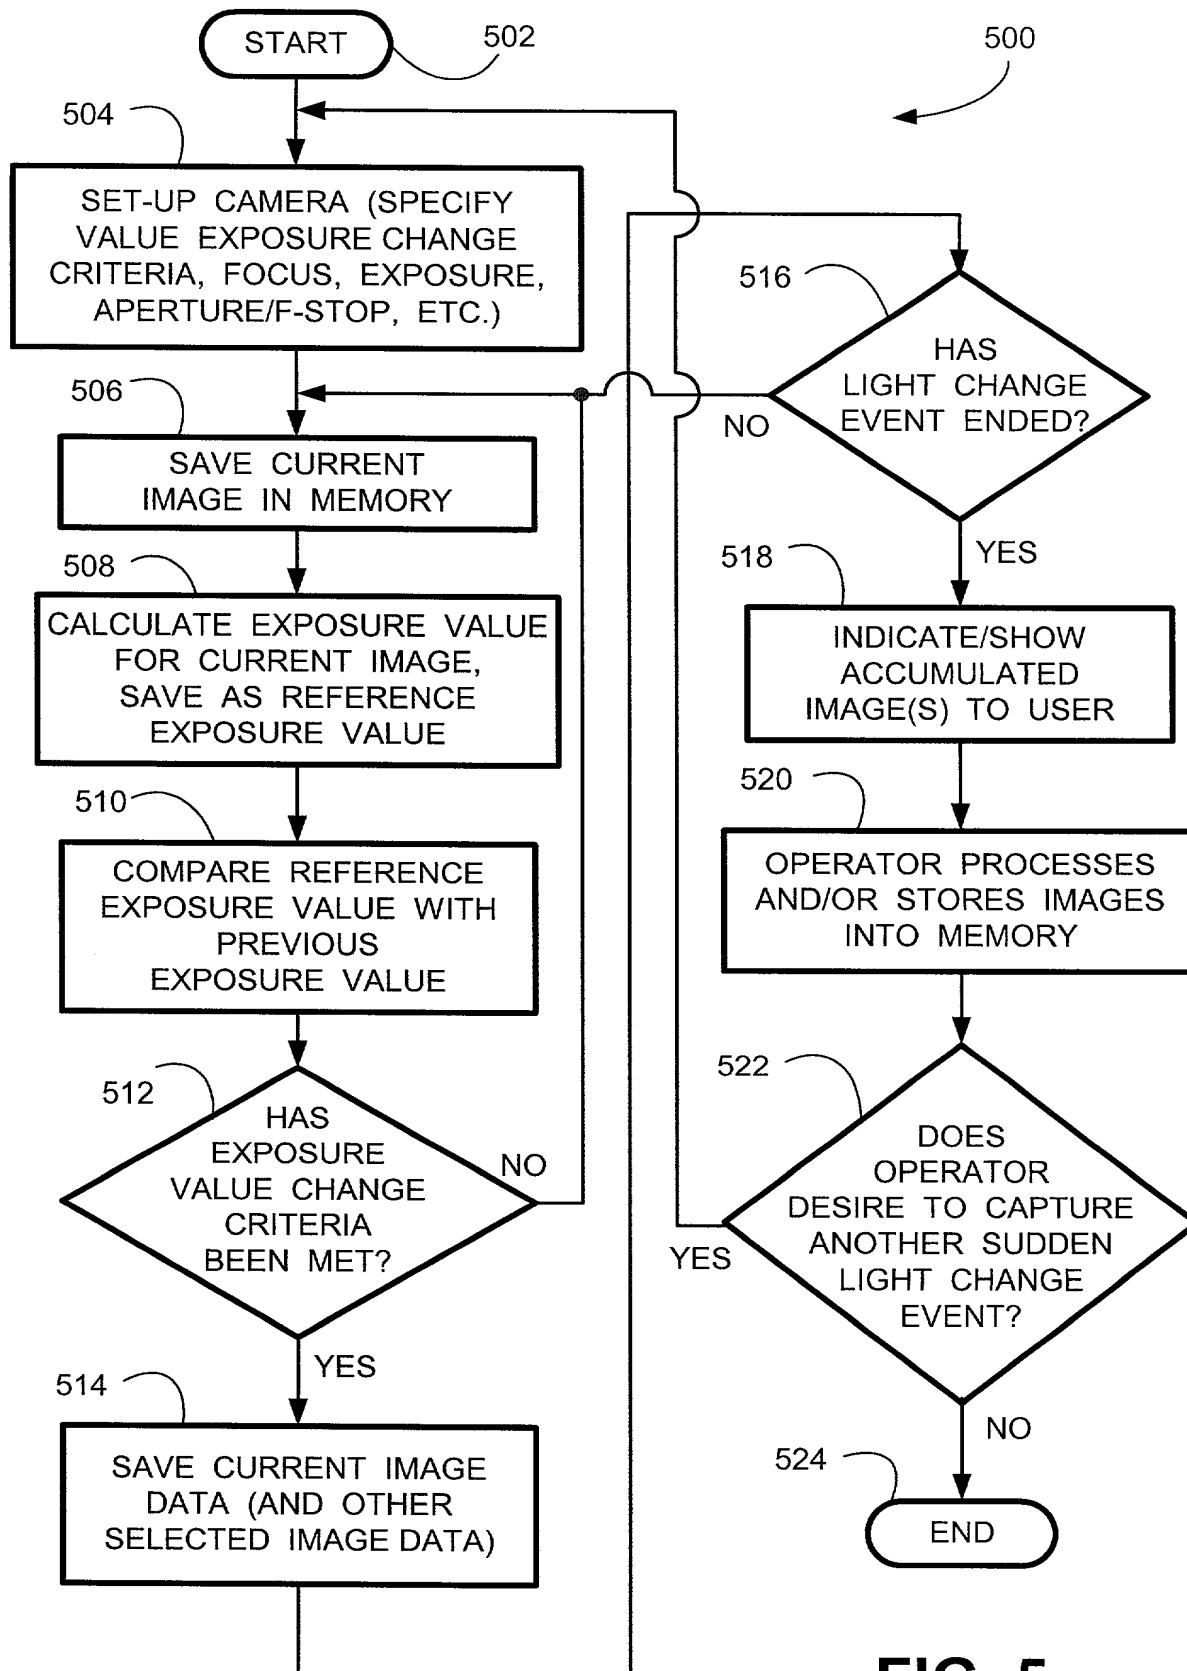 START
502
500
504
SET-UP CAMERA (SPECIFY
VALUE EXPOSURE CHANGE
CRITERIA, FOCUS, EXPOSURE,
APERTURE/F-STOP, ETC.)
506
SAVE CURRENT
IMAGE IN MEMORY
508
CALCULATE EXPOSURE VALUE
FOR CURRENT IMAGE,
SAVE AS REFERENCE
EXPOSURE VALUE
510
COMPARE REFERENCE
EXPOSURE VALUE WITH
PREVIOUS
EXPOSURE VALUE
512
HAS
EXPOSURE
VALUE CHANGE
CRITERIA
BEEN MET?
NO
YES
514
SAVE CURRENT IMAGE
DATA (AND OTHER
SELECTED IMAGE DATA)
516
HAS
LIGHT CHANGE
EVENT ENDED?
NO
YES
518
INDICATE/SHOW
ACCUMULATED
IMAGE(S) TO USER
520
OPERATOR PROCESSES
AND/OR STORES IMAGES
INTO MEMORY
522
DOES
OPERATOR
DESIRE TO CAPTURE
ANOTHER SUDDEN
LIGHT CHANGE
EVENT?
YES
NO
524
END
FIG. 5